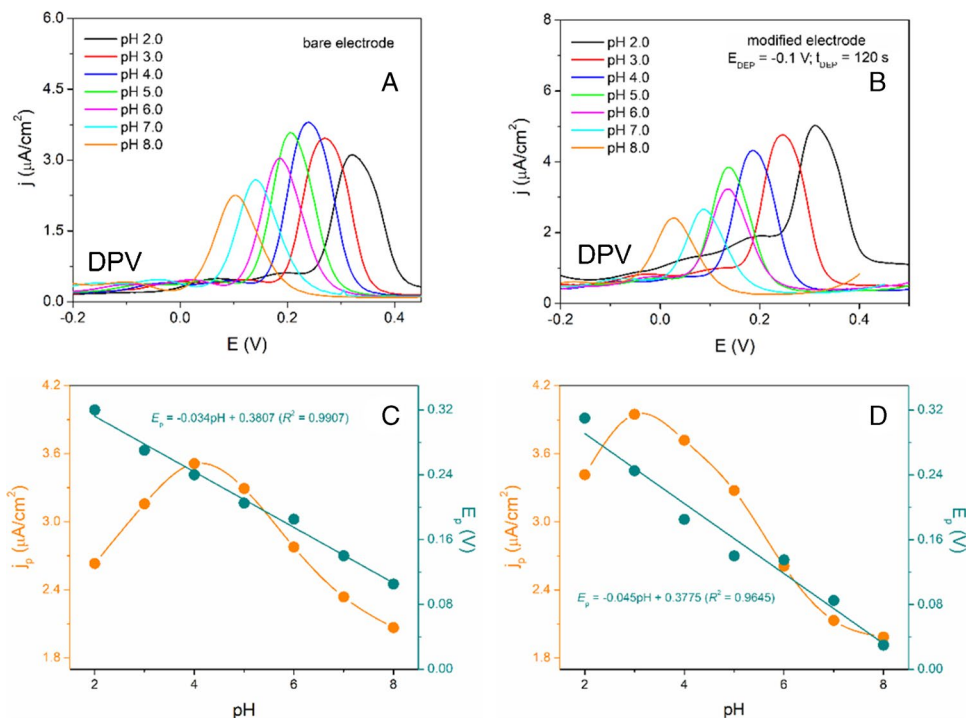 6.0
4.5
3.0
1.5
0.0
j (µA/cm²)
pH 2.0
pH 3.0
pH 4.0
pH 5.0
pH 6.0
pH 7.0
pH 8.0
bare electrode
A
DPV
-0.2
0.0
0.2
0.4
E (V)
8
6
4
2
0
j (µA/cm²)
pH 2.0
pH 3.0
pH 4.0
pH 5.0
pH 6.0
pH 7.0
pH 8.0
modified electrode
E_DEP = -0.1 V; t_DEP = 120 s
B
DPV
-0.2
0.0
0.2
0.4
E (V)
4.2
3.6
3.0
2.4
1.8
j_p (µA/cm²)
E_p = -0.034pH + 0.3807 (R² = 0.9907)
C
0.32
0.24
0.16
0.08
0.00
E_p (V)
2
4
6
8
pH
4.2
3.6
3.0
2.4
1.8
j_p (µA/cm²)
D
E_p = -0.045pH + 0.3775 (R² = 0.9645)
0.32
0.24
0.16
0.08
0.00
E_p (V)
2
4
6
8
pH